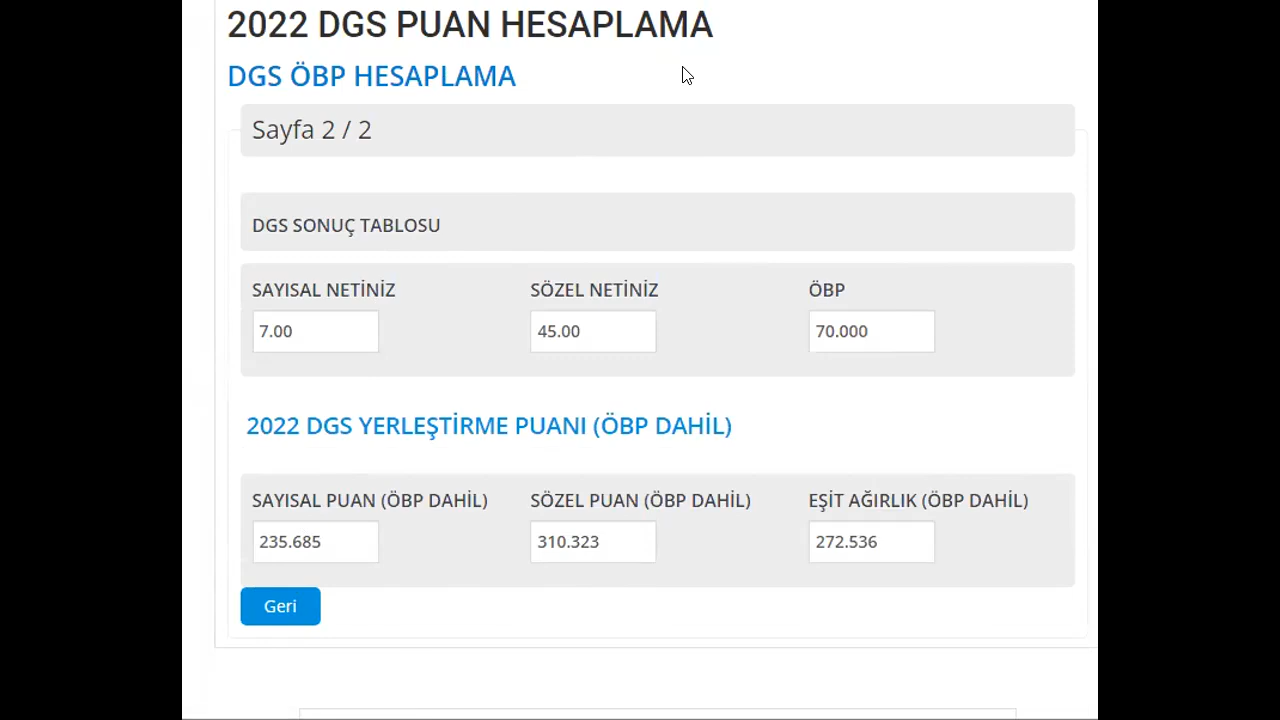 2022 DGS PUAN HESAPLAMA
DGS ÖBP HESAPLAMA
Sayfa 2 / 2
DGS SONUÇ TABLOSU
SAYISAL NETİNİZ SÖZEL NETİNİZ ÖBP
7.00 45.00 70.000
2022 DGS YERLEŞTİRME PUANI (ÖBP DAHİL)
SAYISAL PUAN (ÖBP DAHİL) SÖZEL PUAN (ÖBP DAHİL) EŞİT AĞIRLIK (ÖBP DAHİL)
235.685 310.323 272.536
Geri